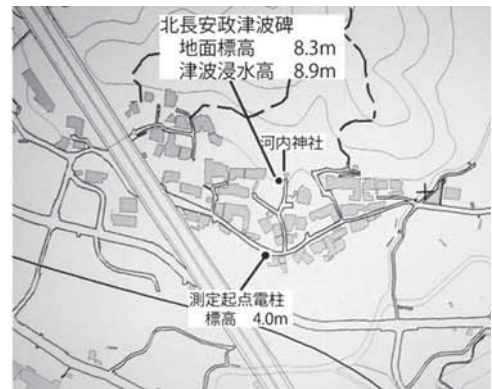 北長安政津波碑
地面標高 8.3m
津波浸水高 8.9m
河内神社
測定起点電柱
標高 4.0m